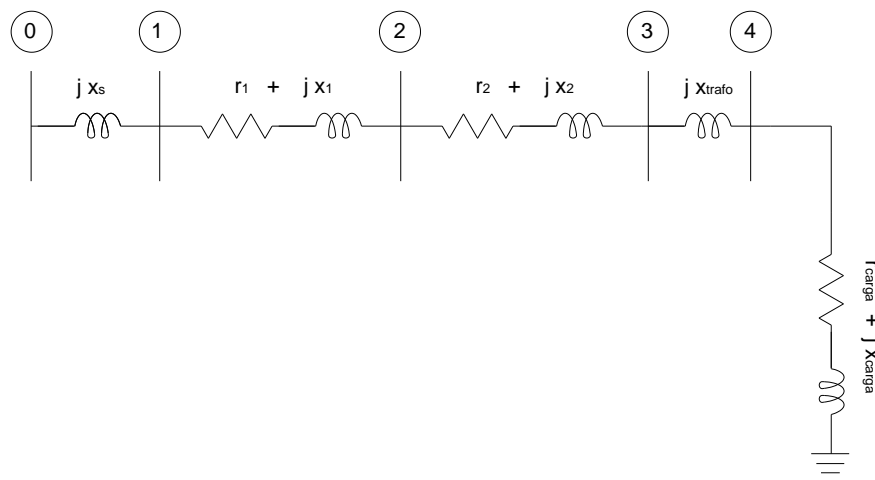 0 1 2 3 4
j xs r1 + j x1 r2 + j x2 j xtrafo
rcarga + j xcarga